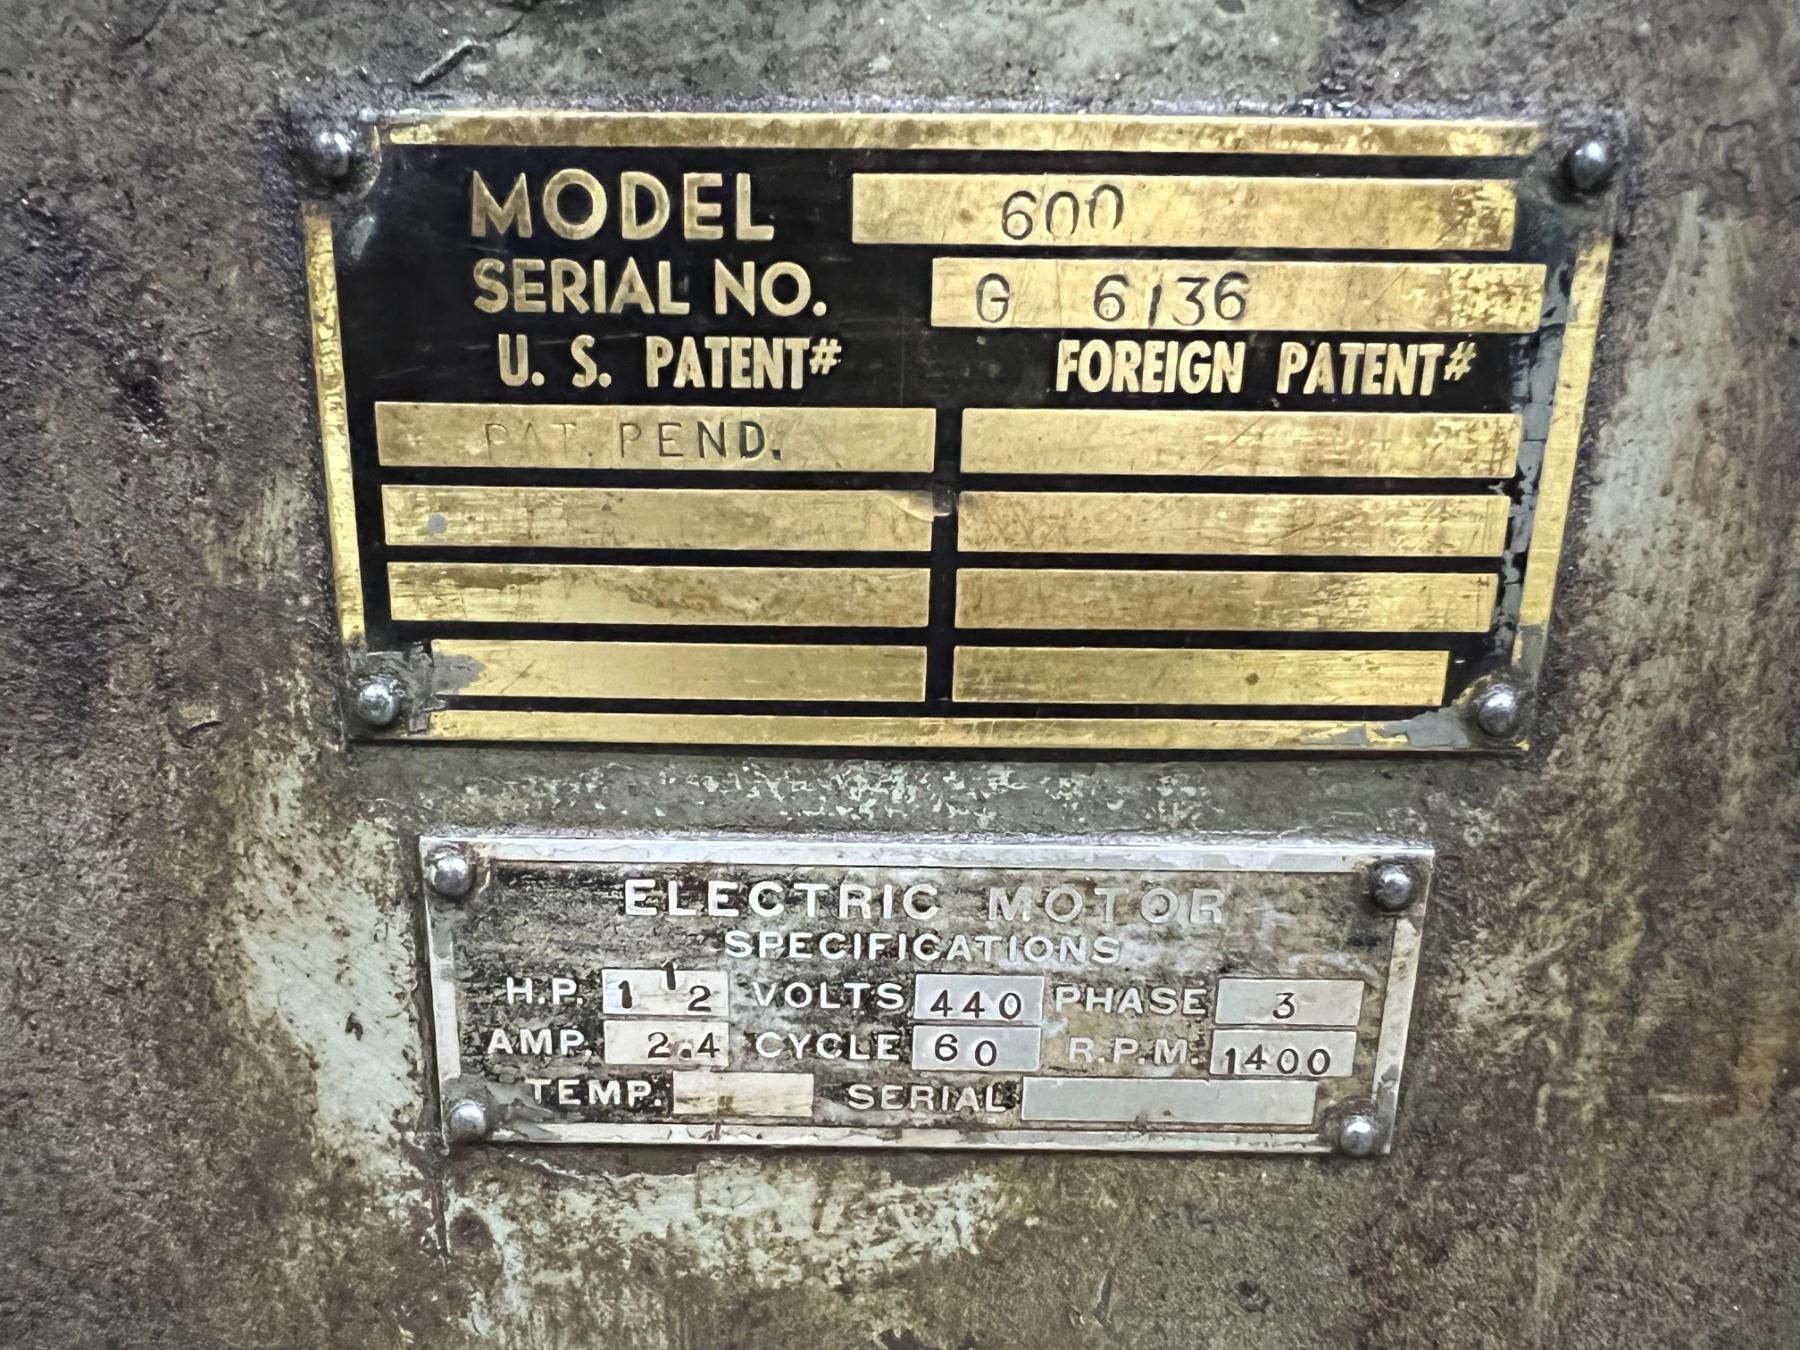 MODEL 600
SERIAL NO. G 6136
U. S. PATENT# FOREIGN PATENT#
PAT. PEND.
ELECTRIC MOTOR
SPECIFICATIONS
H.P. 1 1/2 VOLTS 440 PHASE 3
AMP. 2.4 CYCLE 60 R.P.M. 1400
TEMP. SERIAL